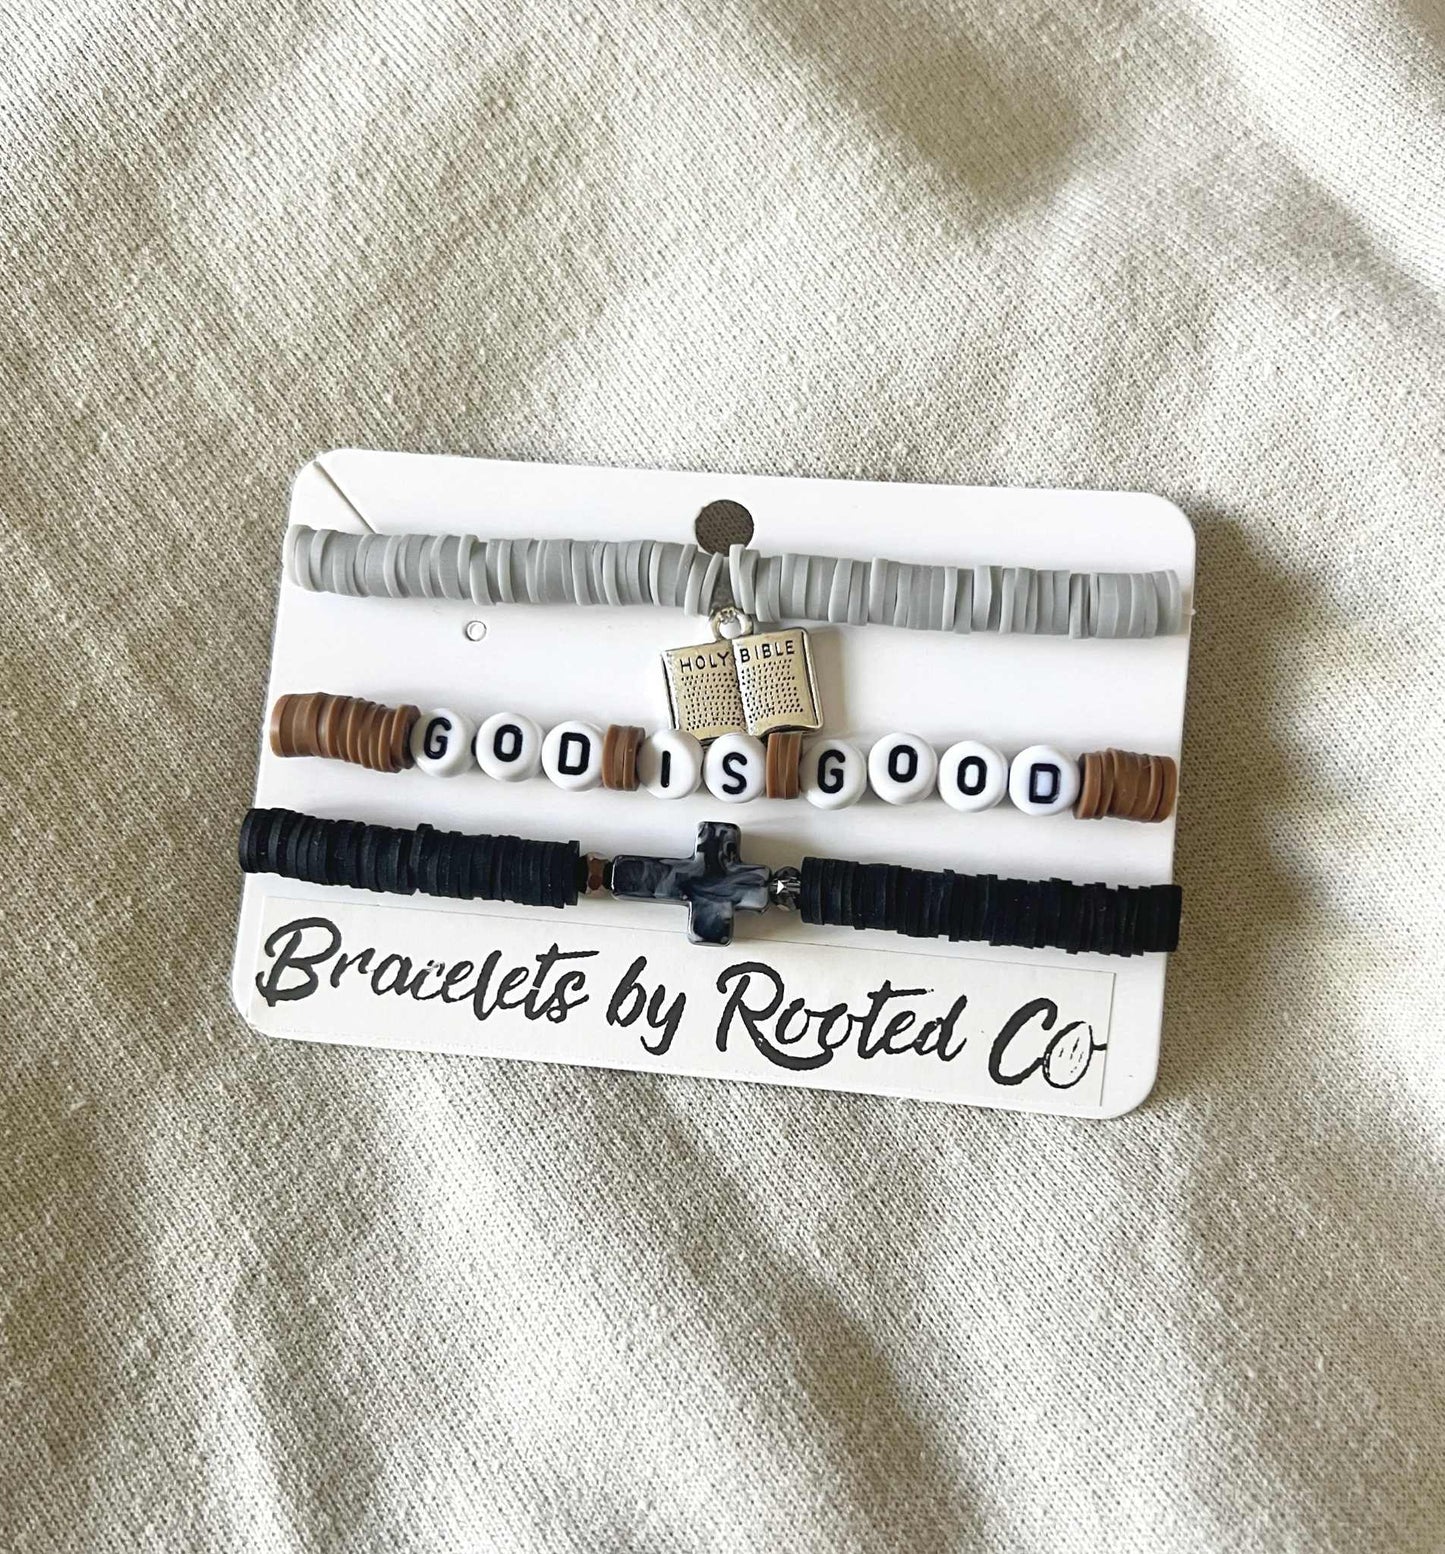 HOLY BIBLE
GOD IS GOOD
Bracelets by Rooted Co